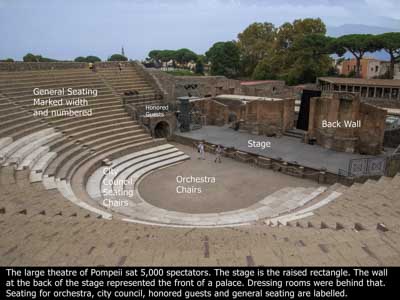 General Seating
Marked width
and numbered
Honored
Guests
Back Wall
Stage
City
Council
Seating
Chairs
Orchestra
Chairs
The large theatre of Pompeii sat 5,000 spectators. The stage is the raised rectangle. The wall
at the back of the stage represented the front of a palace. Dressing rooms were behind that.
Seating for orchestra, city council, honored guests and general seating are labelled.